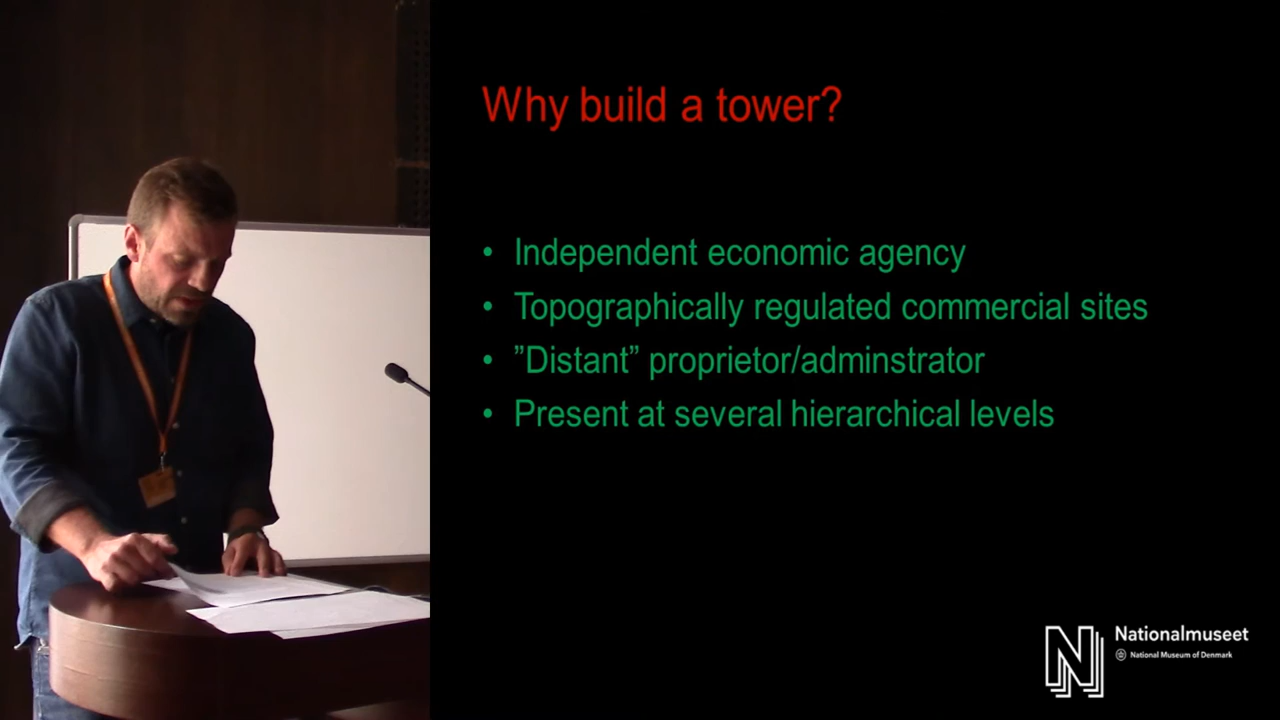 Why build a tower?
• Independent economic agency
• Topographically regulated commercial sites
• ”Distant” proprietor/adminstrator
• Present at several hierarchical levels
Nationalmuseet
National Museum of Denmark